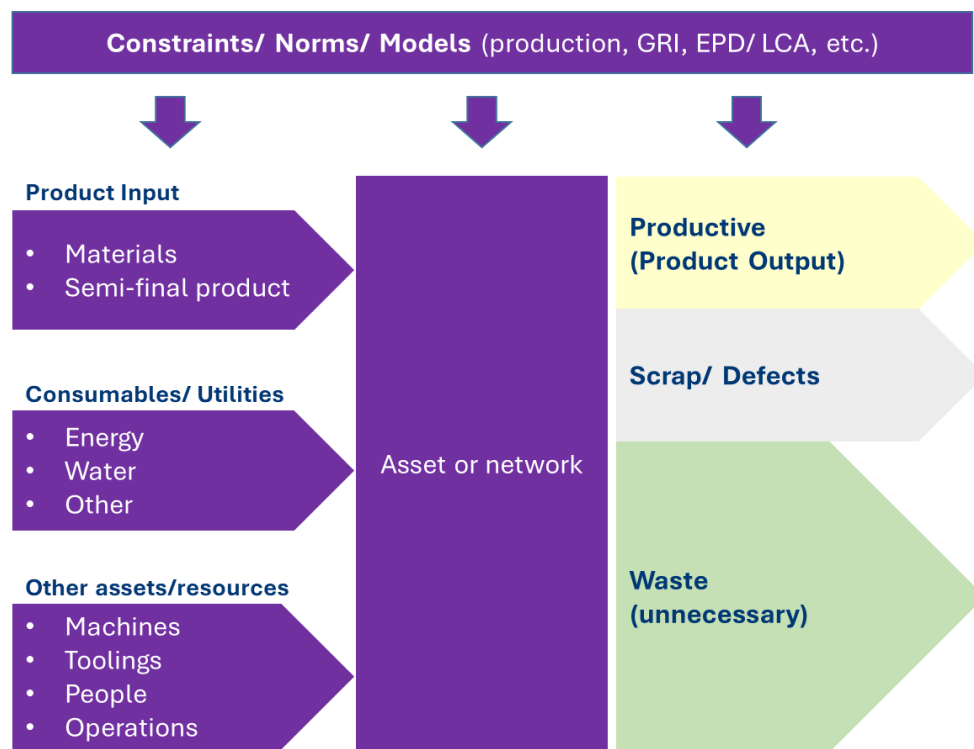 Constraints/ Norms/ Models (production, GRI, EPD/ LCA, etc.)
Product Input
• Materials
• Semi-final product
Consumables/ Utilities
• Energy
• Water
• Other
Other assets/resources
• Machines
• Toolings
• People
• Operations
Asset or network
Productive
(Product Output)
Scrap/ Defects
Waste
(unnecessary)